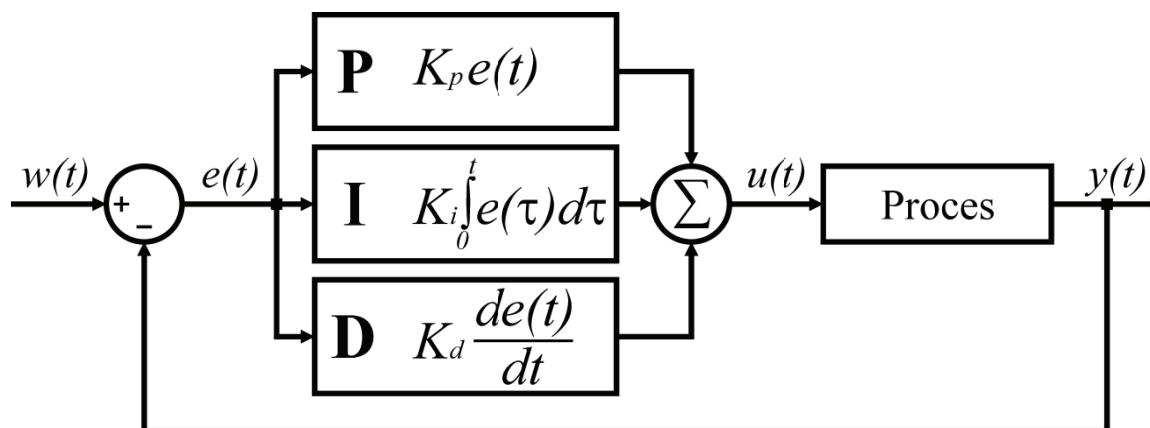 P K_p e(t)
w(t) + - e(t)
I K_i ∫_0^t e(τ)dτ
Σ
u(t)
Proces
y(t)
D K_d de(t)/dt